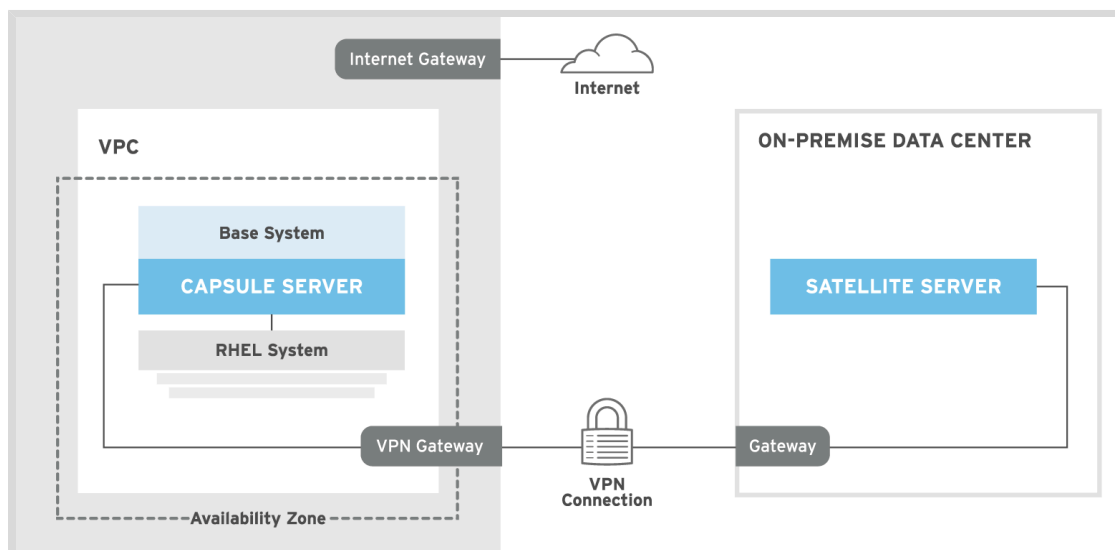 Internet Gateway
Internet
VPC
ON-PREMISE DATA CENTER
Base System
CAPSULE SERVER
SATELLITE SERVER
RHEL System
VPN Gateway
Gateway
VPN
Connection
Availability Zone